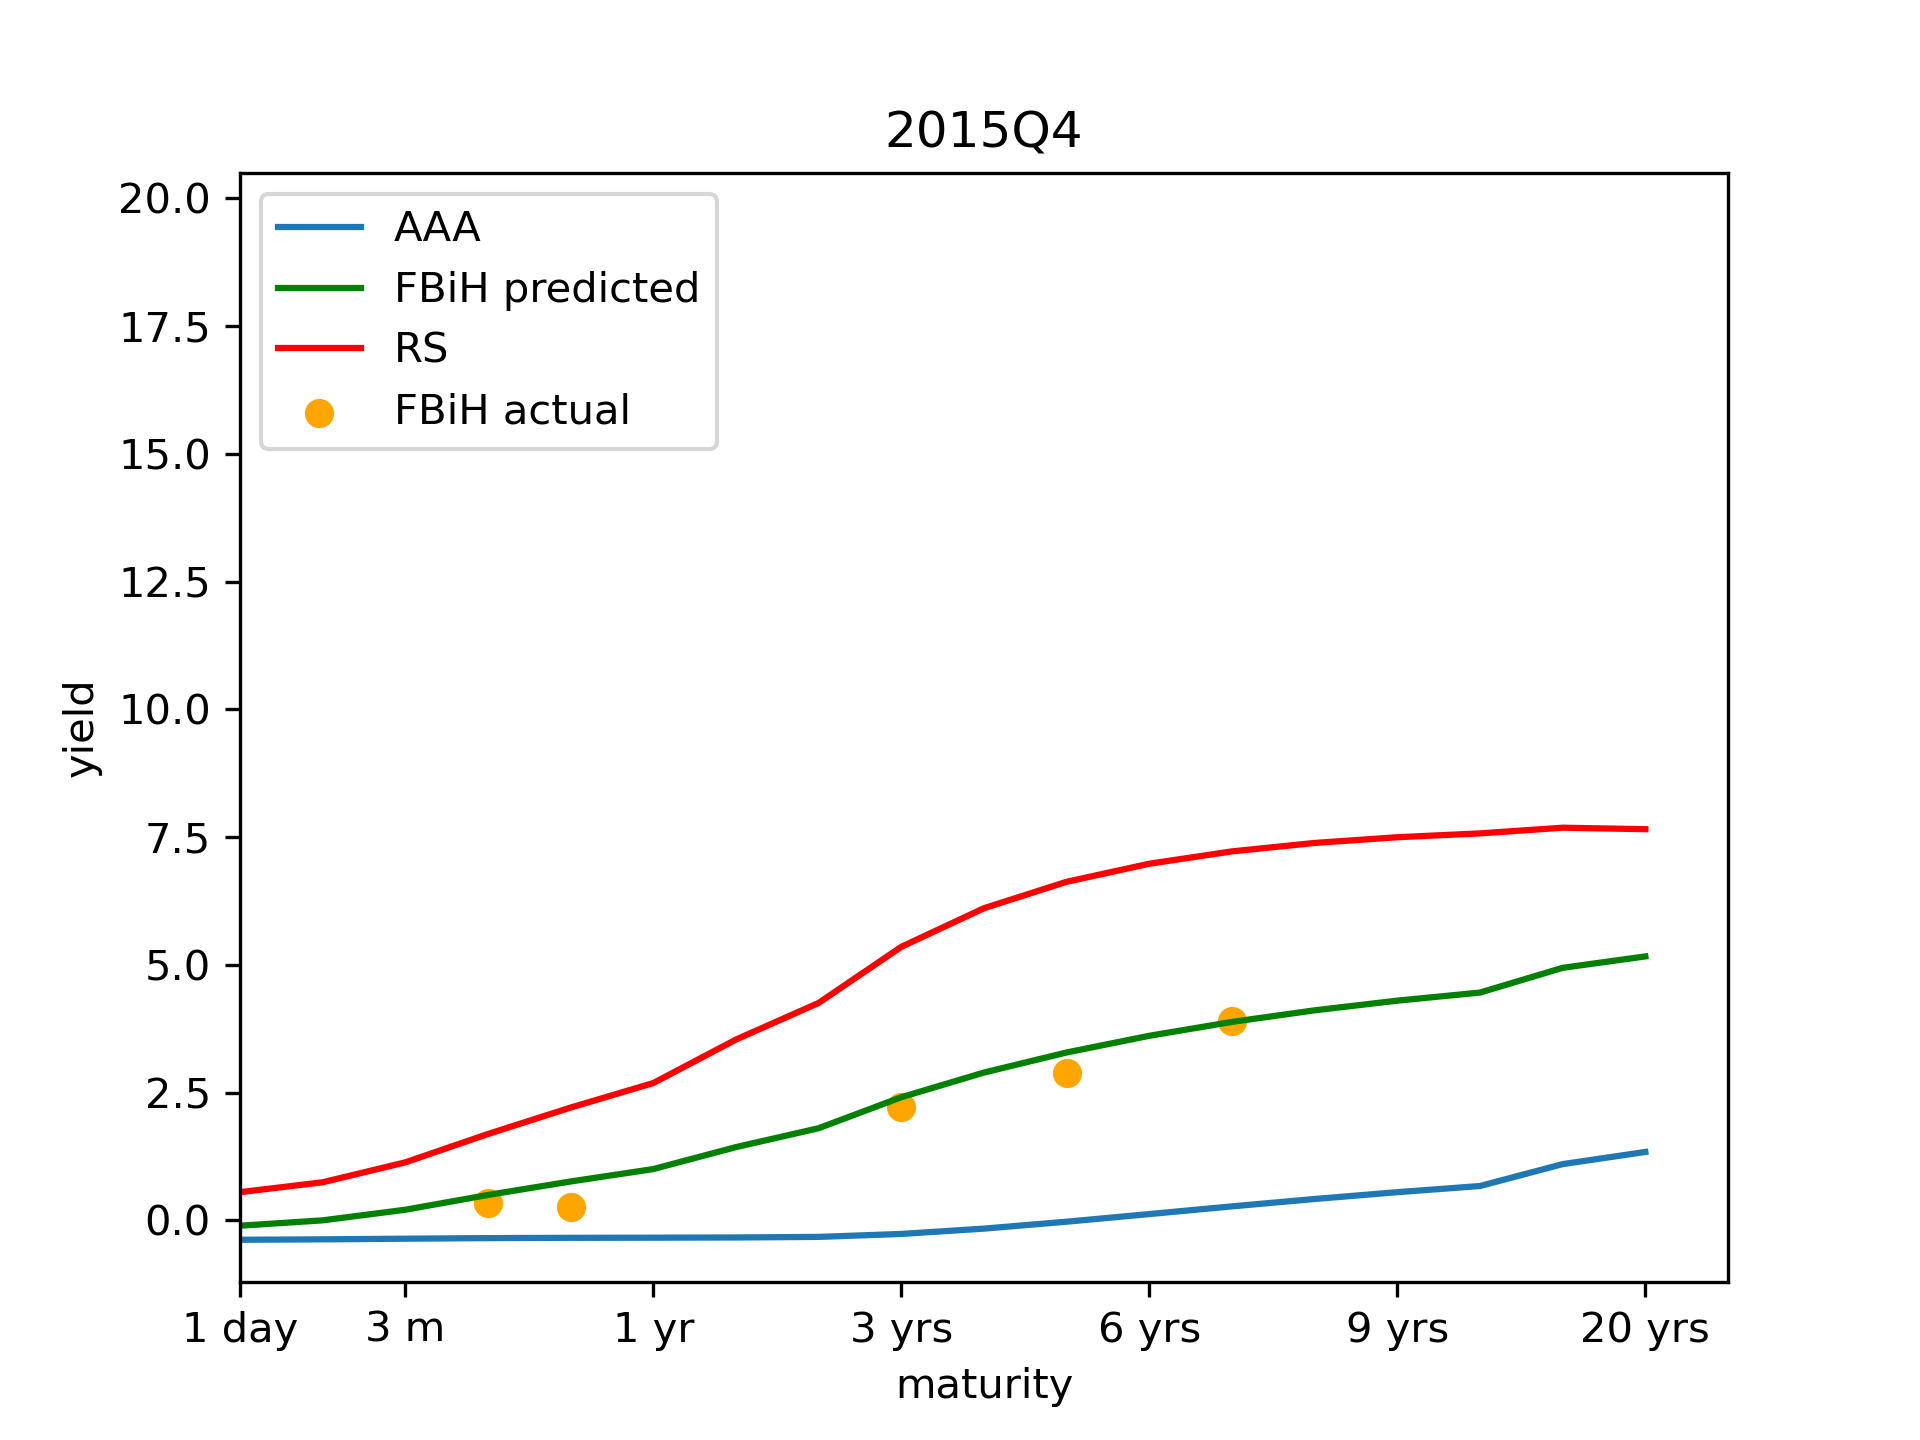 2015Q4
AAA
FBiH predicted
RS
FBiH actual
20.0
17.5
15.0
12.5
10.0
7.5
5.0
2.5
0.0
yield
1 day 3 m 1 yr 3 yrs 6 yrs 9 yrs 20 yrs
maturity